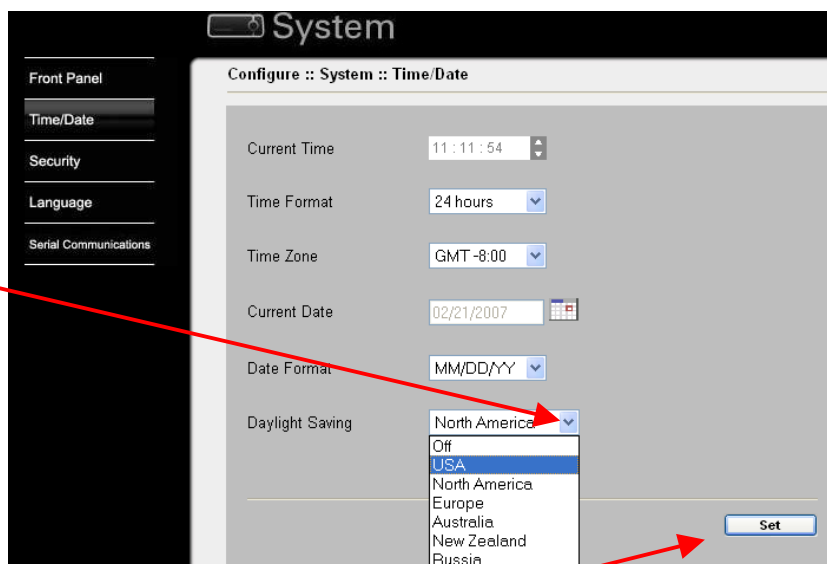 System
Front Panel
Time/Date
Security
Language
Serial Communications
Configure :: System :: Time/Date
Current Time 11 : 11 : 54
Time Format 24 hours
Time Zone GMT -8:00
Current Date 02/21/2007
Date Format MM/DD/YY
Daylight Saving North America
Off
USA
North America
Europe
Australia
New Zealand
Russia
Set